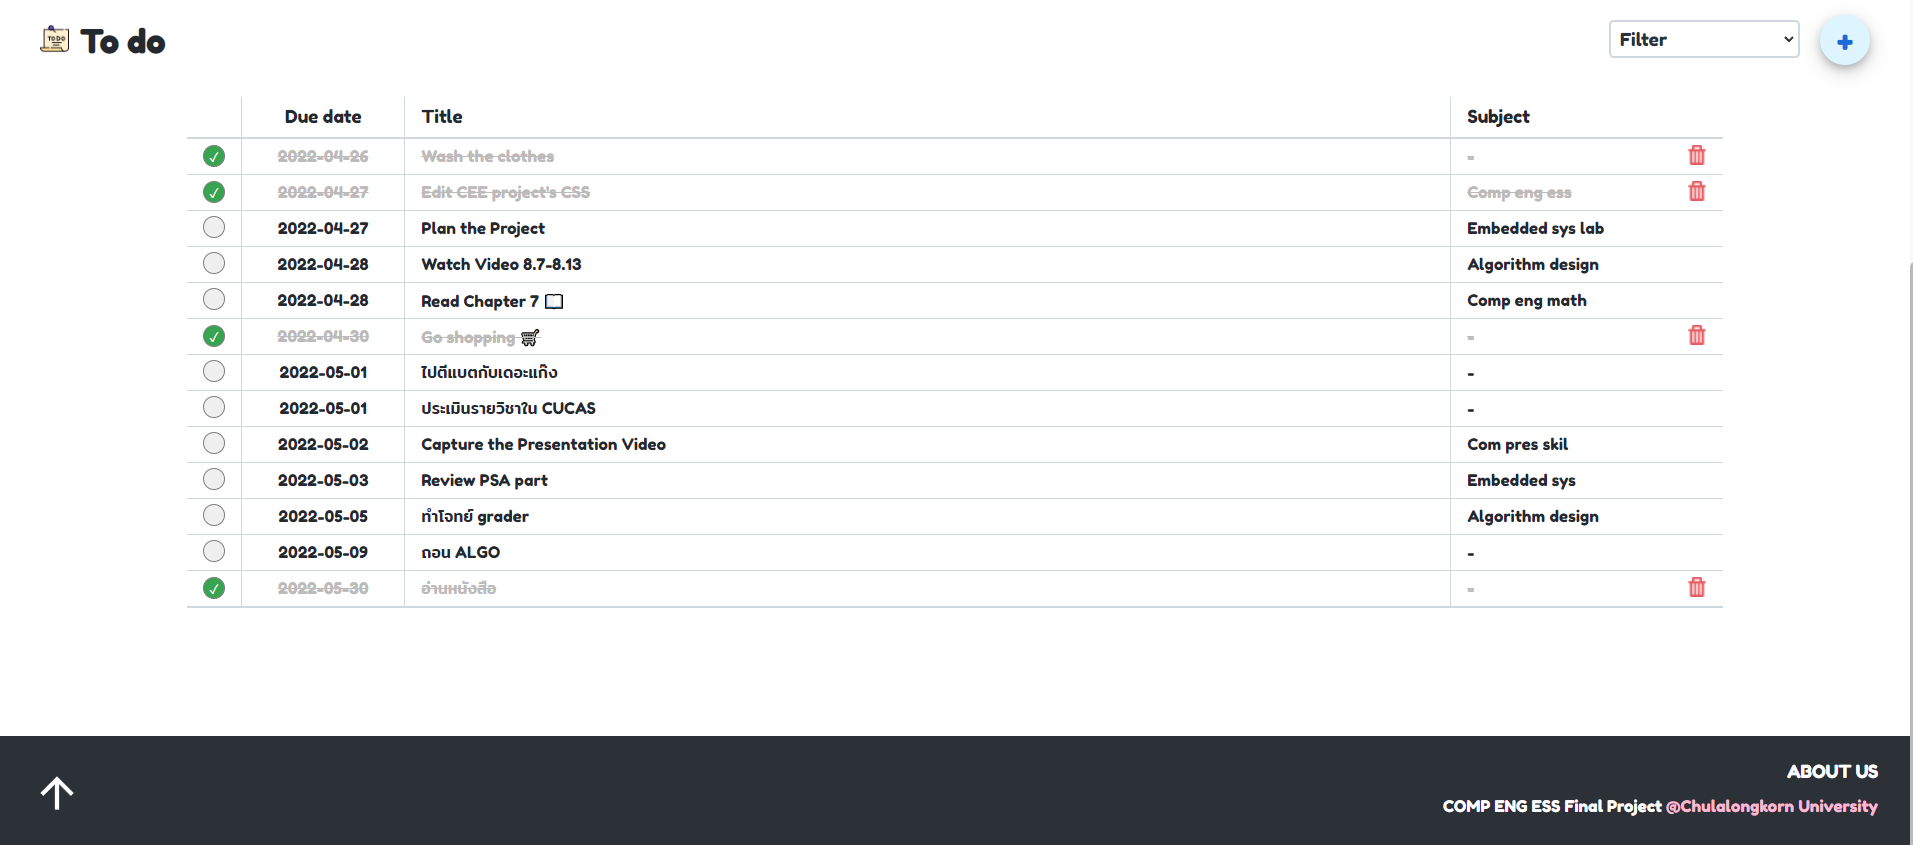 TO DO
To do
Filter
+
Due date Title Subject
✓ 2022-04-26 Wash the clothes -
✓ 2022-04-27 Edit CEE project's CSS Comp eng ess
2022-04-27 Plan the Project Embedded sys lab
2022-04-28 Watch Video 8.7-8.13 Algorithm design
2022-04-28 Read Chapter 7 📖 Comp eng math
✓ 2022-04-30 Go shopping 🛒 -
2022-05-01 ไปตีแบตกับเดอะแก๊ง -
2022-05-01 ประเมินรายวิชาใน CUCAS -
2022-05-02 Capture the Presentation Video Com pres skil
2022-05-03 Review PSA part Embedded sys
2022-05-05 ทำโจทย์ grader Algorithm design
2022-05-09 ถอน ALGO -
✓ 2022-05-30 อ่านหนังสือ -
ABOUT US
COMP ENG ESS Final Project @Chulalongkorn University